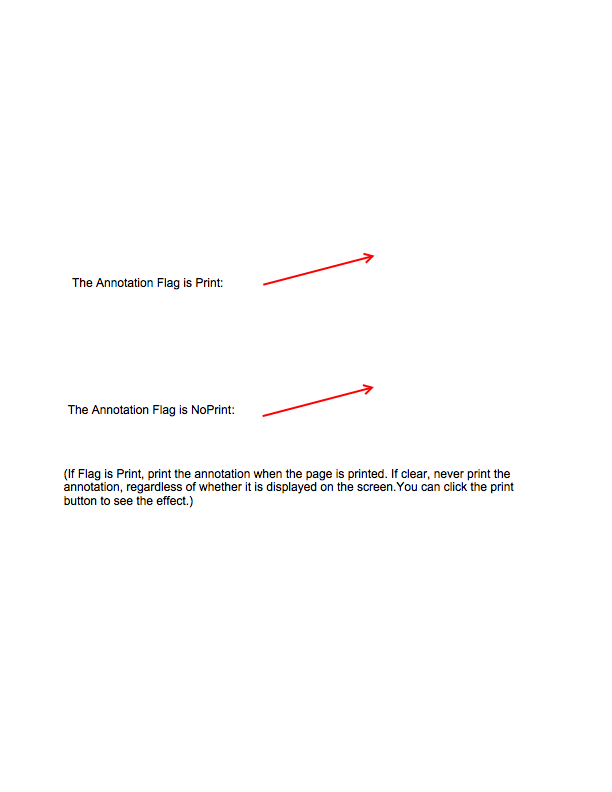 The Annotation Flag is Print:
The Annotation Flag is NoPrint:
(If Flag is Print, print the annotation when the page is printed. If clear, never print the
annotation, regardless of whether it is displayed on the screen.You can click the print
button to see the effect.)